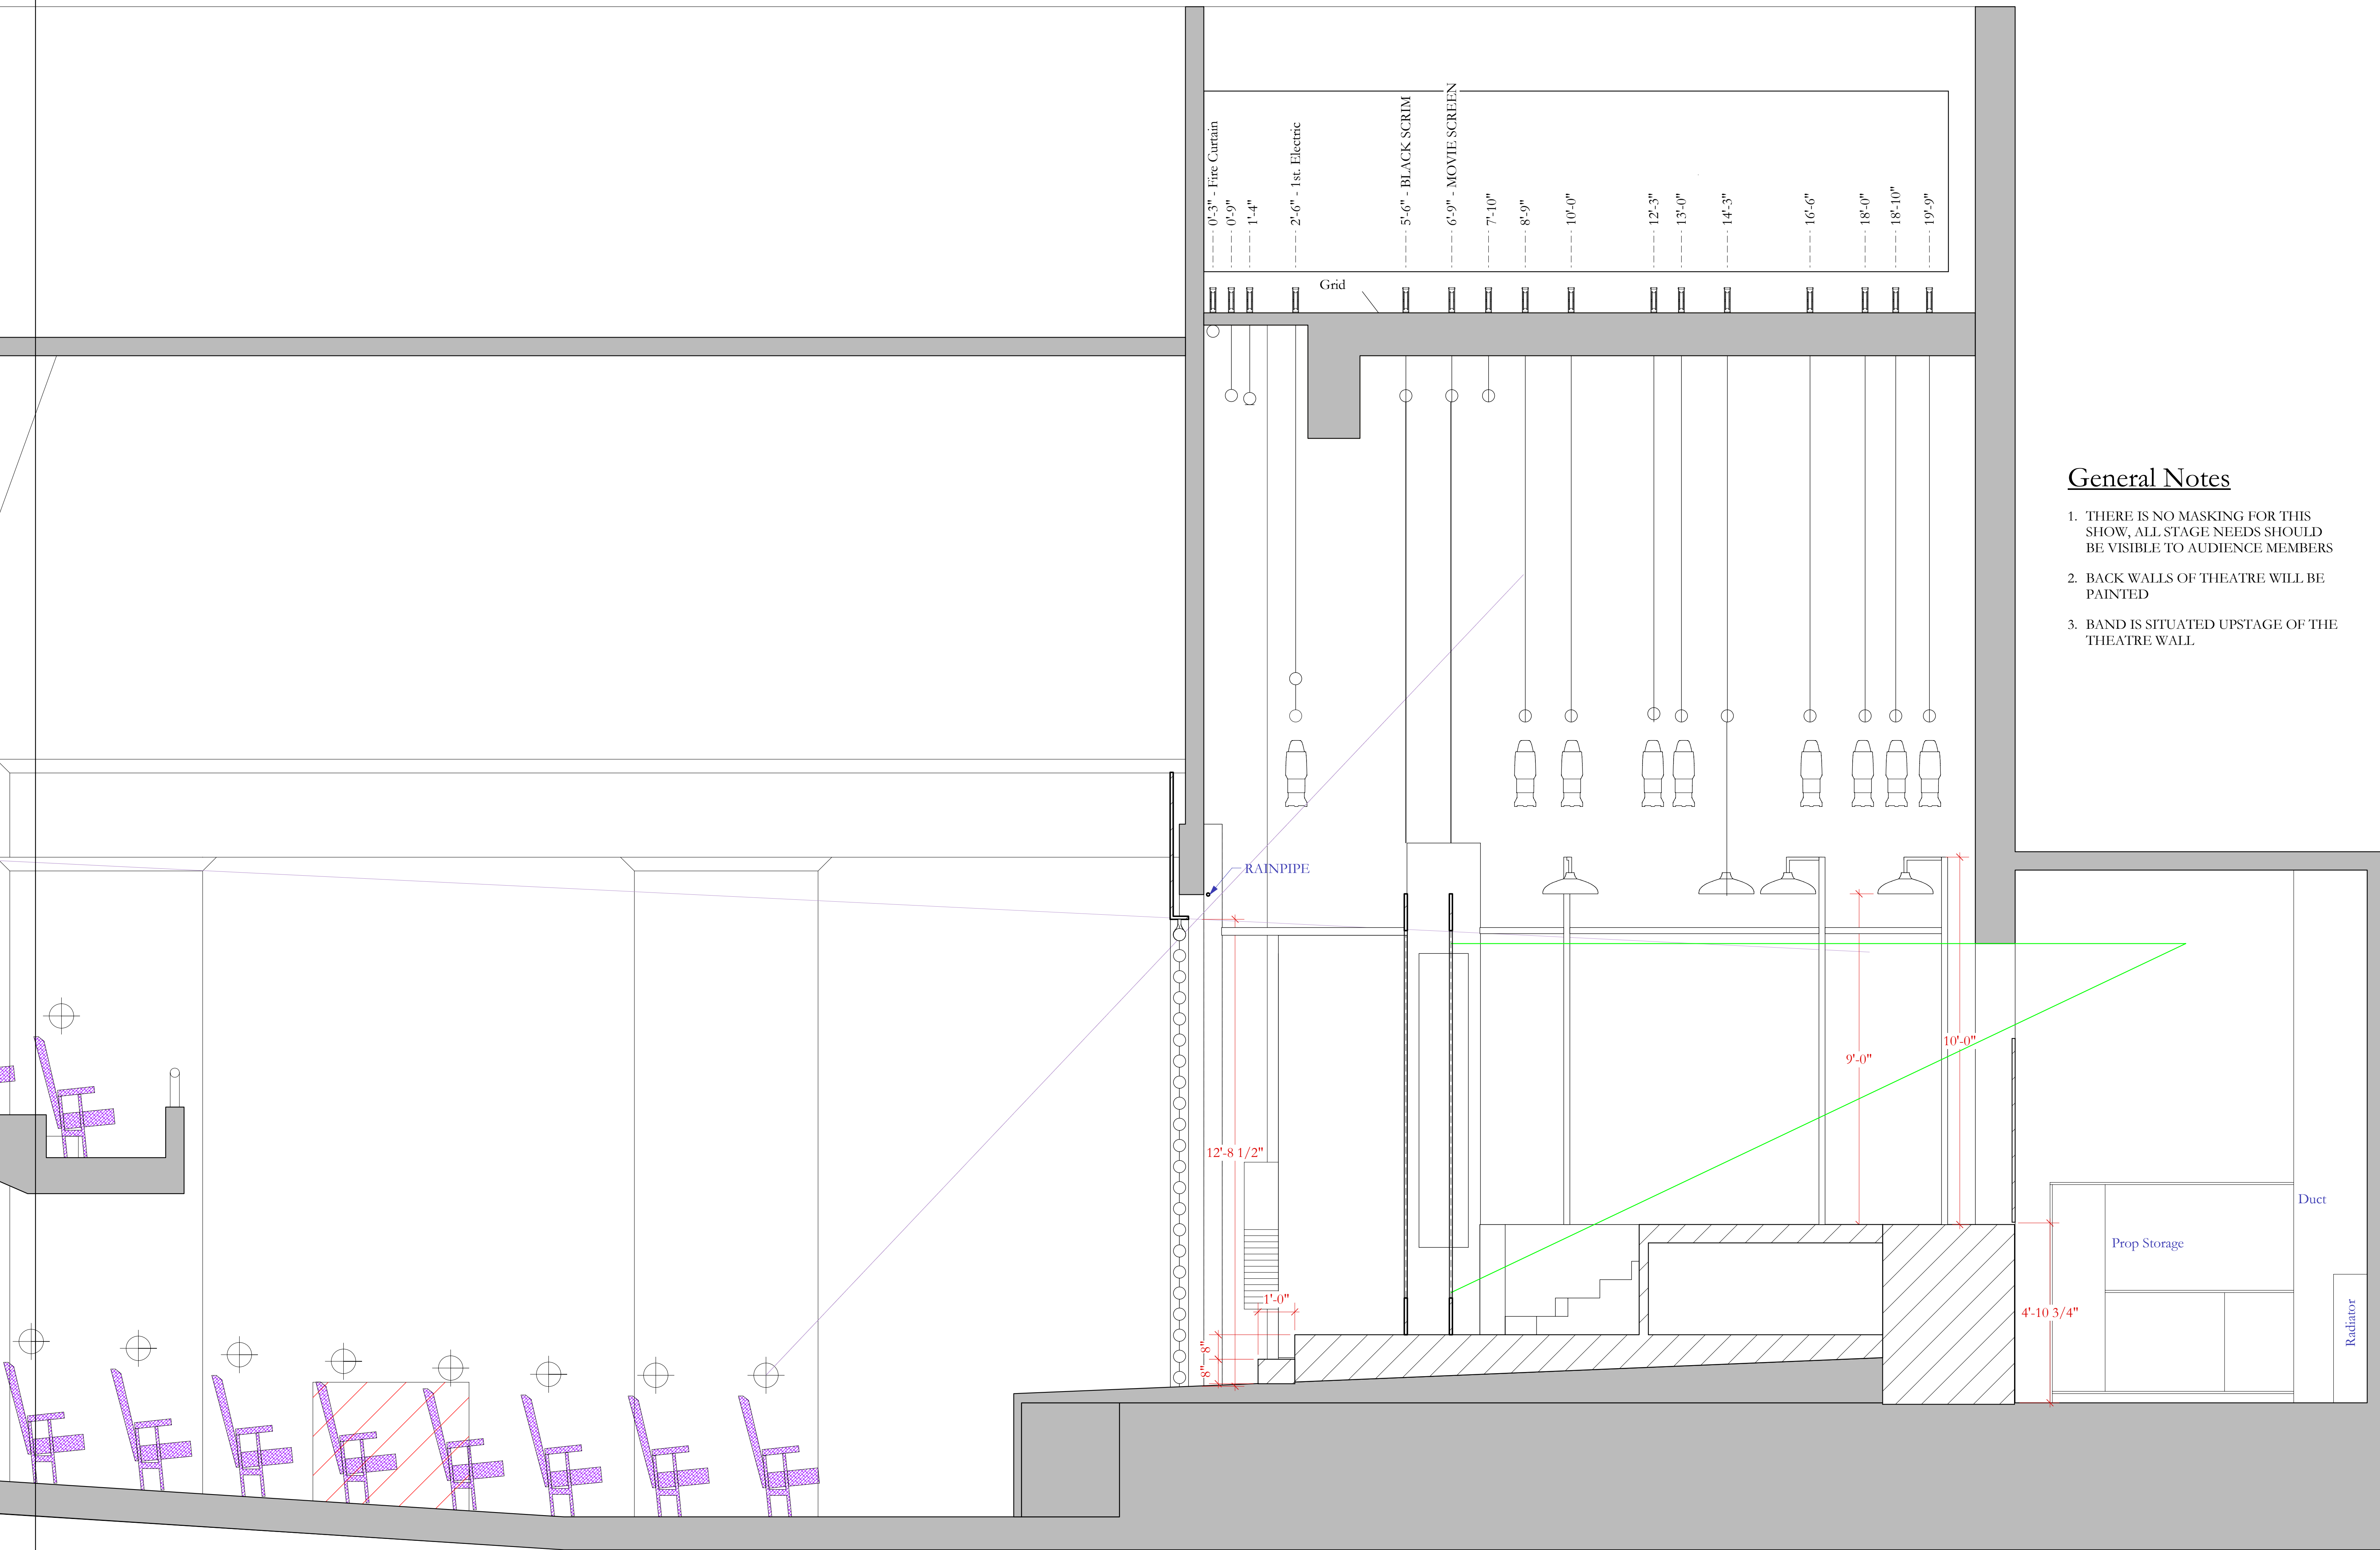 0'-3" - Fire Curtain
0'-9"
1'-4"
2'-6" - 1st. Electric
5'-6" - BLACK SCRIM
6'-9" - MOVIE SCREEN
7'-10"
8'-9"
10'-0"
12'-3"
13'-0"
14'-3"
16'-6"
18'-0"
18'-10"
19'-9"
Grid
General Notes
1. THERE IS NO MASKING FOR THIS
SHOW, ALL STAGE NEEDS SHOULD
BE VISIBLE TO AUDIENCE MEMBERS
2. BACK WALLS OF THEATRE WILL BE
PAINTED
3. BAND IS SITUATED UPSTAGE OF THE
THEATRE WALL
RAINPIPE
10'-0"
9'-0"
12'-8 1/2"
Duct
Prop Storage
1'-0"
4'-10 3/4"
Radiator
8"
8"